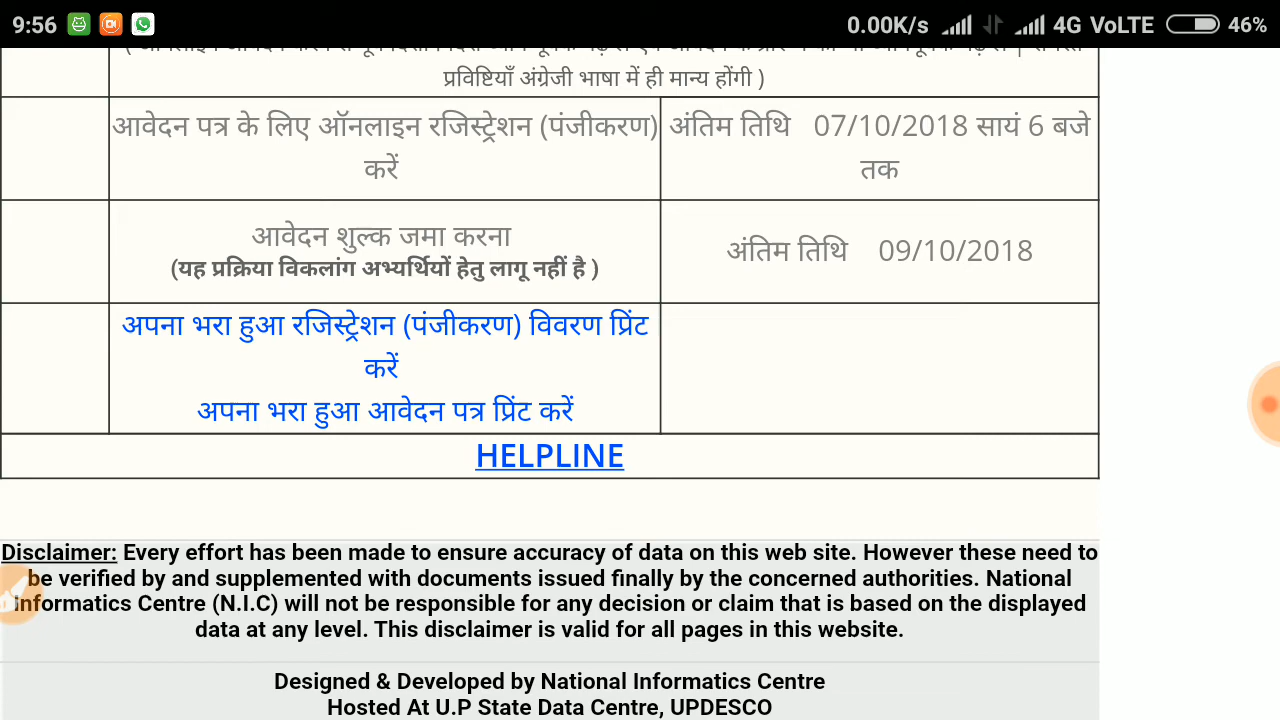 9:56 0.00K/s 4G VoLTE 46%
प्रविष्टियाँ अंग्रेजी भाषा में ही मान्य होंगी )
आवेदन पत्र के लिए ऑनलाइन रजिस्ट्रेशन (पंजीकरण)
करें
अंतिम तिथि 07/10/2018 सायं 6 बजे
तक
आवेदन शुल्क जमा करना
(यह प्रक्रिया विकलांग अभ्यर्थियों हेतु लागू नहीं है )
अंतिम तिथि 09/10/2018
अपना भरा हुआ रजिस्ट्रेशन (पंजीकरण) विवरण प्रिंट
करें
अपना भरा हुआ आवेदन पत्र प्रिंट करें
HELPLINE
Disclaimer: Every effort has been made to ensure accuracy of data on this web site. However these need to
be verified by and supplemented with documents issued finally by the concerned authorities. National
Informatics Centre (N.I.C) will not be responsible for any decision or claim that is based on the displayed
data at any level. This disclaimer is valid for all pages in this website.
Designed & Developed by National Informatics Centre
Hosted At U.P State Data Centre, UPDESCO